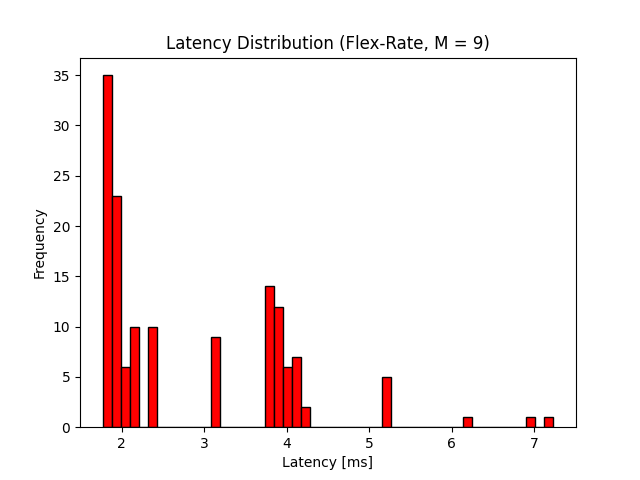 Latency Distribution (Flex-Rate, M = 9)
35
30
25
20
15
10
5
0
Frequency
2 3 4 5 6 7
Latency [ms]